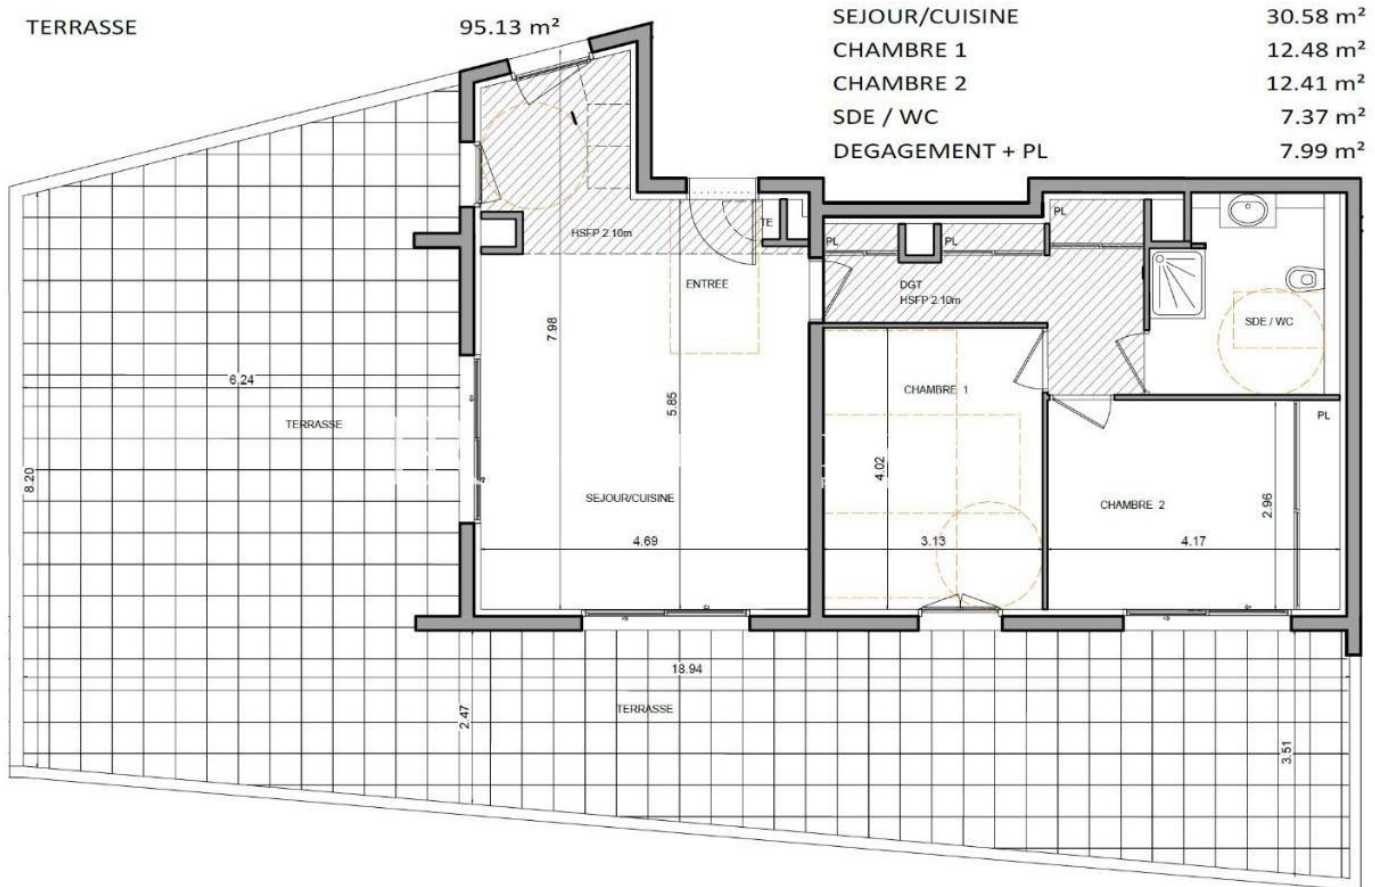 TERRASSE 95.13 m²
SEJOUR/CUISINE 30.58 m²
CHAMBRE 1 12.48 m²
CHAMBRE 2 12.41 m²
SDE / WC 7.37 m²
DEGAGEMENT + PL 7.99 m²
PL
TE
HSFP 2.10m
PL
PL
ENTREE
DGT
HSFP 2.10m
SDE / WC
7.98
6.24
CHAMBRE 1
5.85
TERRASSE
PL
8.20
4.02
SEJOUR/CUISINE
CHAMBRE 2
2.96
4.69
3.13
4.17
18.94
TERRASSE
2.47
3.51